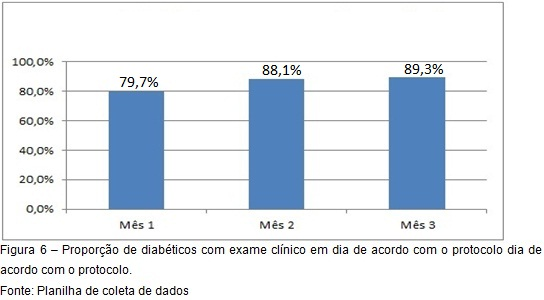 100,0%
80,0%
60,0%
40,0%
20,0%
0,0%
79,7%
88,1%
89,3%
Mês 1 Mês 2 Mês 3
Figura 6 – Proporção de diabéticos com exame clínico em dia de acordo com o protocolo dia de
acordo com o protocolo.
Fonte: Planilha de coleta de dados